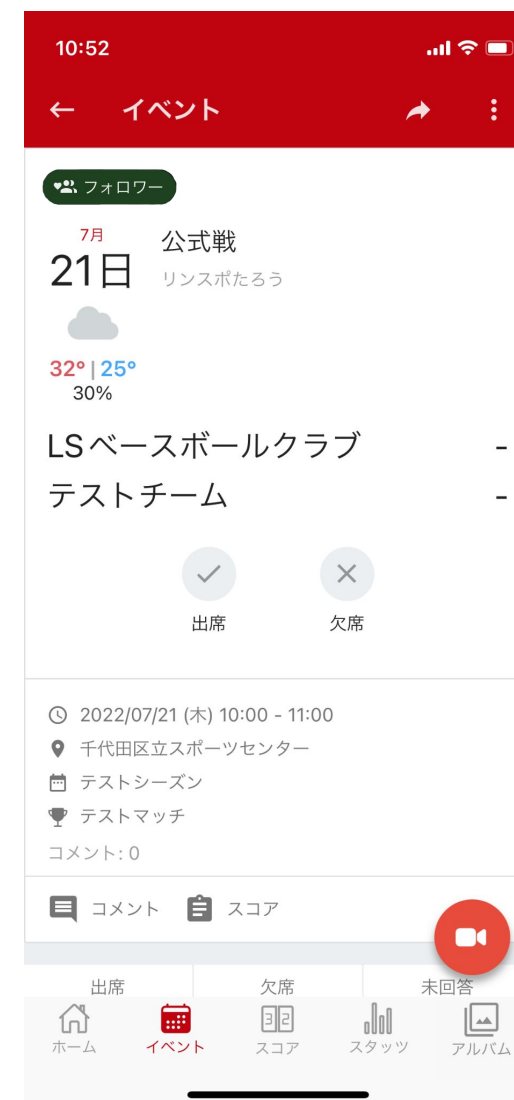 10:52
イベント
フォロワー
7月
21日
公式戦
リンスポたろう
32° | 25°
30%
LSベースボールクラブ -
テストチーム -
出席 欠席
2022/07/21 (木) 10:00 - 11:00
千代田区立スポーツセンター
テストシーズン
テストマッチ
コメント: 0
コメント スコア
出席 欠席 未回答
ホーム イベント スコア スタッツ アルバム